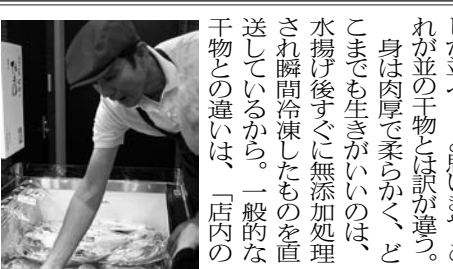 れが並の干物とは訳が違う。
　身は肉厚で柔らかく、ど
こまでも生きがいいのは、
水揚げ後すぐに無添加処理
され瞬間冷凍したものを直
送しているから。一般的な
干物との違いは、「店内の